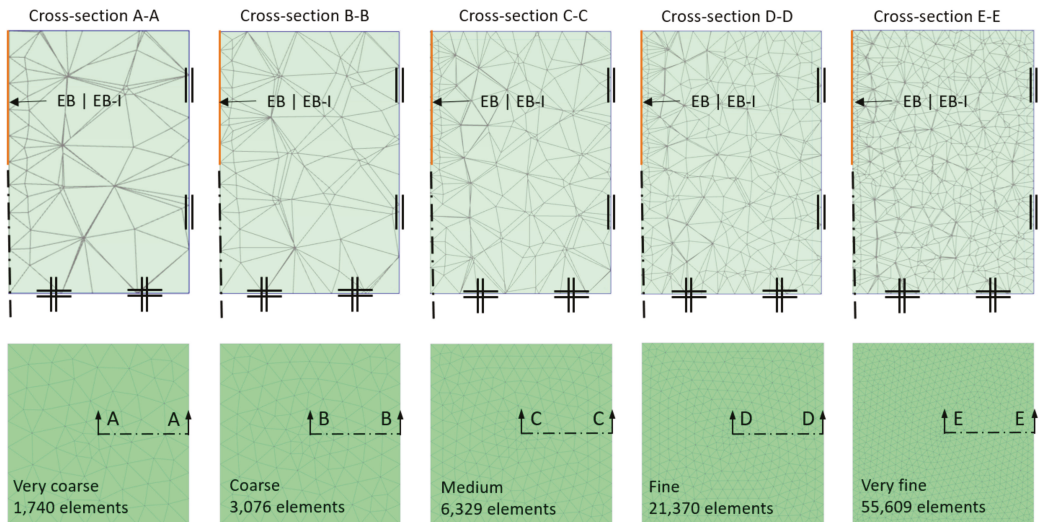 Cross-section A-A
Cross-section B-B
Cross-section C-C
Cross-section D-D
Cross-section E-E
EB | EB-I
EB | EB-I
EB | EB-I
EB | EB-I
EB | EB-I
A A
B B
C C
D D
E E
Very coarse
1,740 elements
Coarse
3,076 elements
Medium
6,329 elements
Fine
21,370 elements
Very fine
55,609 elements